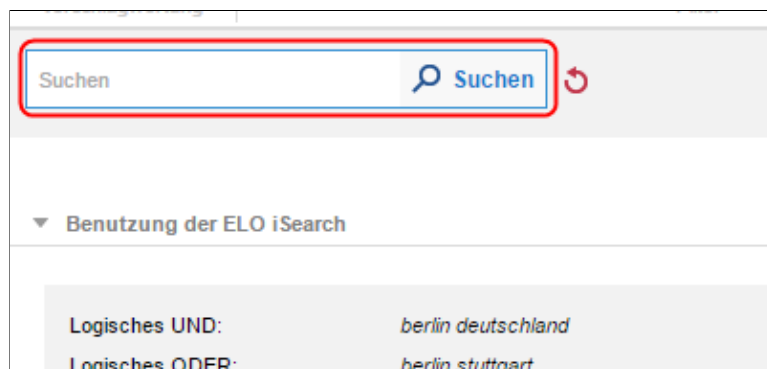 Suchen Suchen
Benutzung der ELO iSearch
Logisches UND: berlin deutschland
Logisches ODER: berlin stuttgart